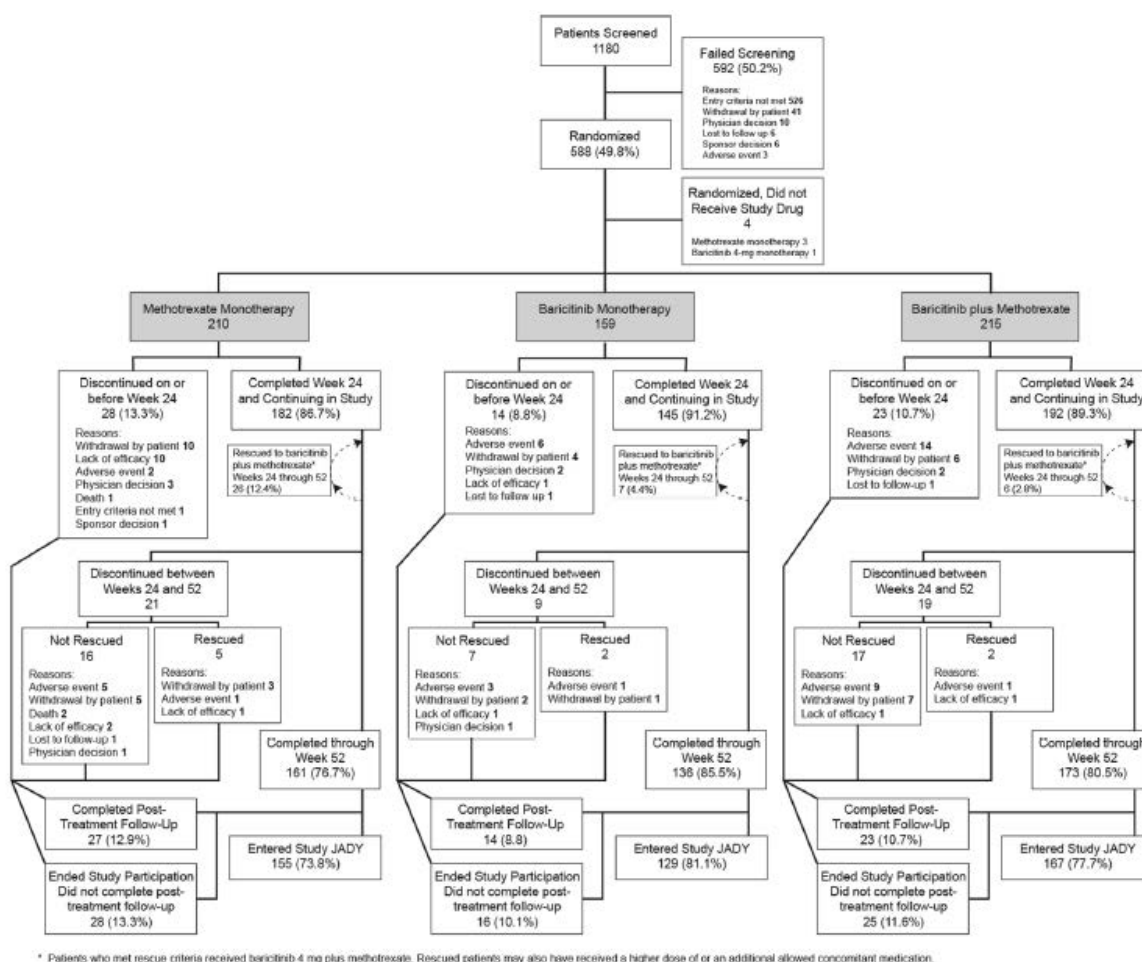 Patients Screened
1180
Failed Screening
592 (50.2%)
Reasons:
Entry criteria not met 526
Withdrawal by patient 41
Physician decision 10
Lost to follow up 6
Sponsor decision 6
Adverse event 3
Randomized
588 (49.8%)
Randomized, Did not
Receive Study Drug
4
Methotrexate monotherapy 3
Baricitinib 4-mg monotherapy 1
Methotrexate Monotherapy
210
Baricitinib Monotherapy
159
Baricitinib plus Methotrexate
215
Discontinued on or
before Week 24
28 (13.3%)
Reasons:
Withdrawal by patient 10
Lack of efficacy 10
Adverse event 2
Physician decision 3
Death 1
Entry criteria not met 1
Sponsor decision 1
Completed Week 24
and Continuing in Study
182 (86.7%)
Rescued to baricitinib
plus methotrexate*
Weeks 24 through 52
26 (12.4%)
Discontinued on or
before Week 24
14 (8.8%)
Reasons:
Adverse event 6
Withdrawal by patient 4
Physician decision 2
Lack of efficacy 1
Lost to follow up 1
Completed Week 24
and Continuing in Study
145 (91.2%)
Rescued to baricitinib
plus methotrexate*
Weeks 24 through 52
7 (4.4%)
Discontinued on or
before Week 24
23 (10.7%)
Reasons:
Adverse event 14
Withdrawal by patient 6
Physician decision 2
Lost to follow-up 1
Completed Week 24
and Continuing in Study
192 (89.3%)
Rescued to baricitinib
plus methotrexate*
Weeks 24 through 52
6 (2.8%)
Discontinued between
Weeks 24 and 52
21
Not Rescued
16
Reasons:
Adverse event 5
Withdrawal by patient 5
Death 2
Lack of efficacy 2
Lost to follow-up 1
Physician decision 1
Rescued
5
Reasons:
Withdrawal by patient 3
Adverse event 1
Lack of efficacy 1
Discontinued between
Weeks 24 and 52
9
Not Rescued
7
Reasons:
Adverse event 3
Withdrawal by patient 2
Lack of efficacy 1
Physician decision 1
Rescued
2
Reasons:
Adverse event 1
Withdrawal by patient 1
Discontinued between
Weeks 24 and 52
19
Not Rescued
17
Reasons:
Adverse event 9
Withdrawal by patient 7
Lack of efficacy 1
Rescued
2
Reasons:
Adverse event 1
Lack of efficacy 1
Completed through
Week 52
161 (76.7%)
Completed through
Week 52
136 (85.5%)
Completed through
Week 52
173 (80.5%)
Completed Post-
Treatment Follow-Up
27 (12.9%)
Entered Study JADY
155 (73.8%)
Ended Study Participation
Did not complete post-
treatment follow-up
28 (13.3%)
Completed Post-
Treatment Follow-Up
14 (8.8)
Entered Study JADY
129 (81.1%)
Ended Study Participation
Did not complete post-
treatment follow-up
16 (10.1%)
Completed Post-
Treatment Follow-Up
23 (10.7%)
Entered Study JADY
167 (77.7%)
Ended Study Participation
Did not complete post-
treatment follow-up
25 (11.6%)
* Patients who met rescue criteria received baricitinib 4 mg plus methotrexate. Rescued patients may also have received a higher dose of or an additional allowed concomitant medication.